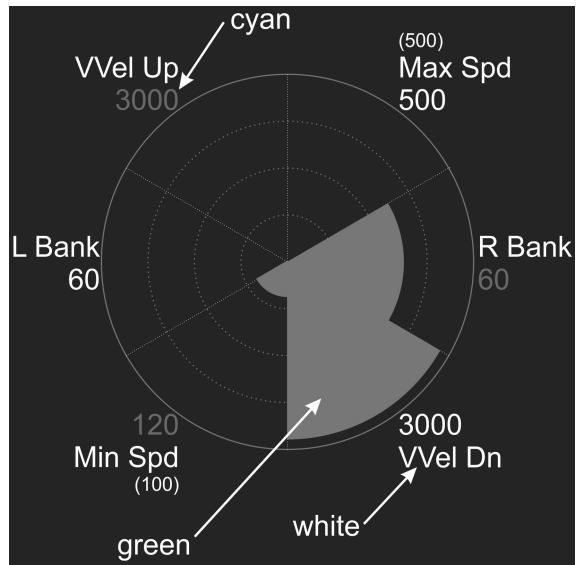 cyan
VVel Up
3000
(500)
Max Spd
500
L Bank
60
R Bank
60
120
Min Spd
(100)
3000
VVel Dn
white
green